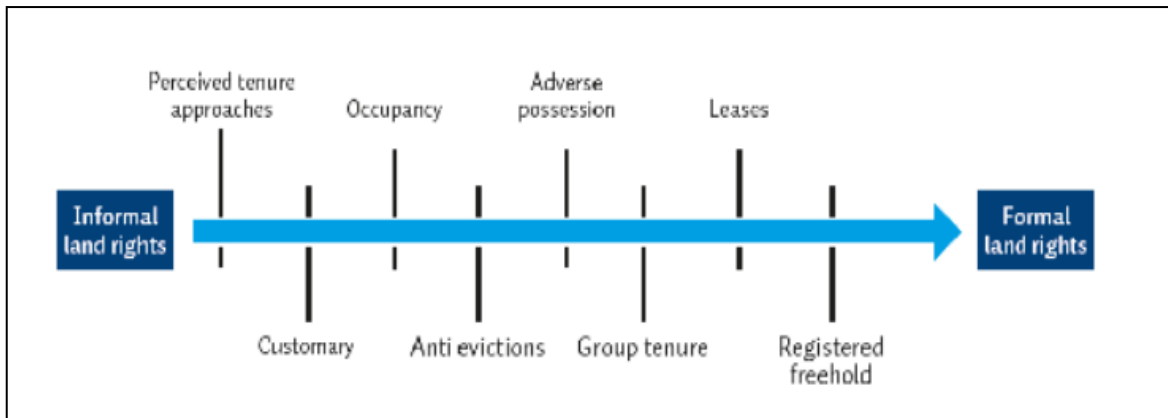 Perceived tenure
approaches
Occupancy
Adverse
possession
Leases
Informal
land rights
Formal
land rights
Customary
Anti evictions
Group tenure
Registered
freehold